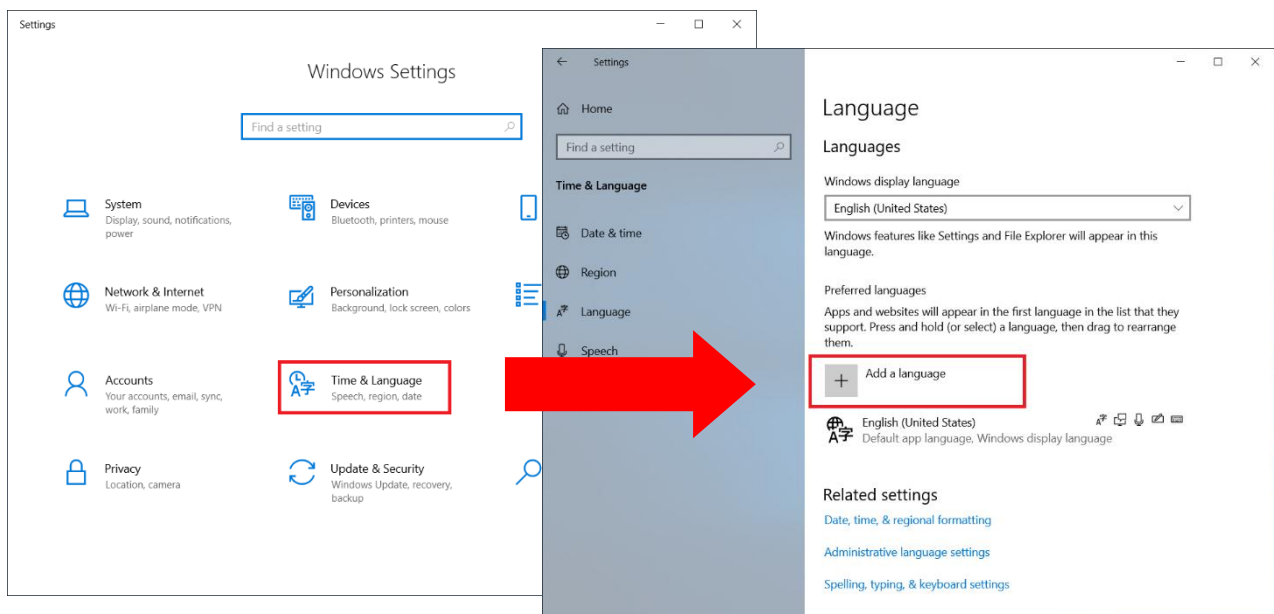 Settings
Windows Settings
Find a setting
System
Display, sound, notifications,
power
Devices
Bluetooth, printers, mouse
Network & Internet
Wi-Fi, airplane mode, VPN
Personalization
Background, lock screen, colors
Accounts
Your accounts, email, sync,
work, family
Time & Language
Speech, region, date
Privacy
Location, camera
Update & Security
Windows Update, recovery,
backup
Settings
Home
Find a setting
Time & Language
Date & time
Region
Language
Speech
Language
Languages
Windows display language
English (United States)
Windows features like Settings and File Explorer will appear in this
language.
Preferred languages
Apps and websites will appear in the first language in the list that they
support. Press and hold (or select) a language, then drag to rearrange
them.
Add a language
English (United States)
Default app language, Windows display language
Related settings
Date, time, & regional formatting
Administrative language settings
Spelling, typing, & keyboard settings